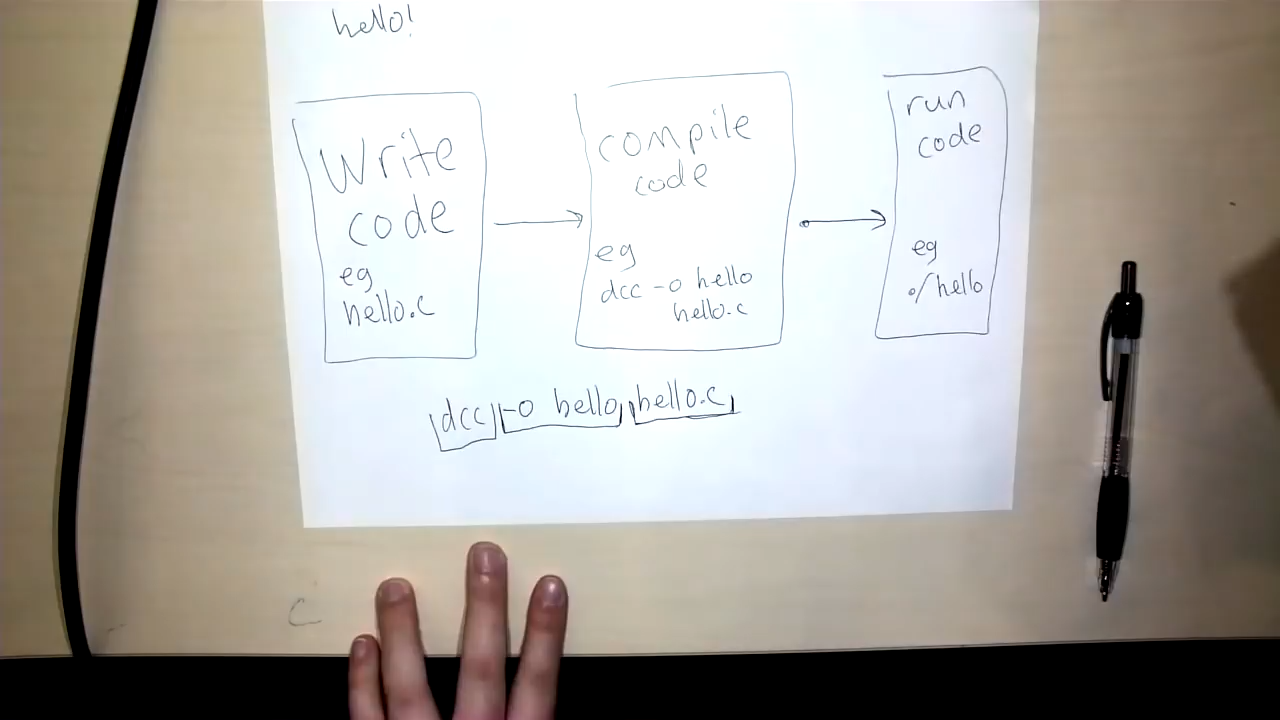 hello!
Write
code
eg
hello.c
compile
code
eg
dcc -o hello
hello.c
run
code
eg
./hello
dcc -o hello hello.c
C